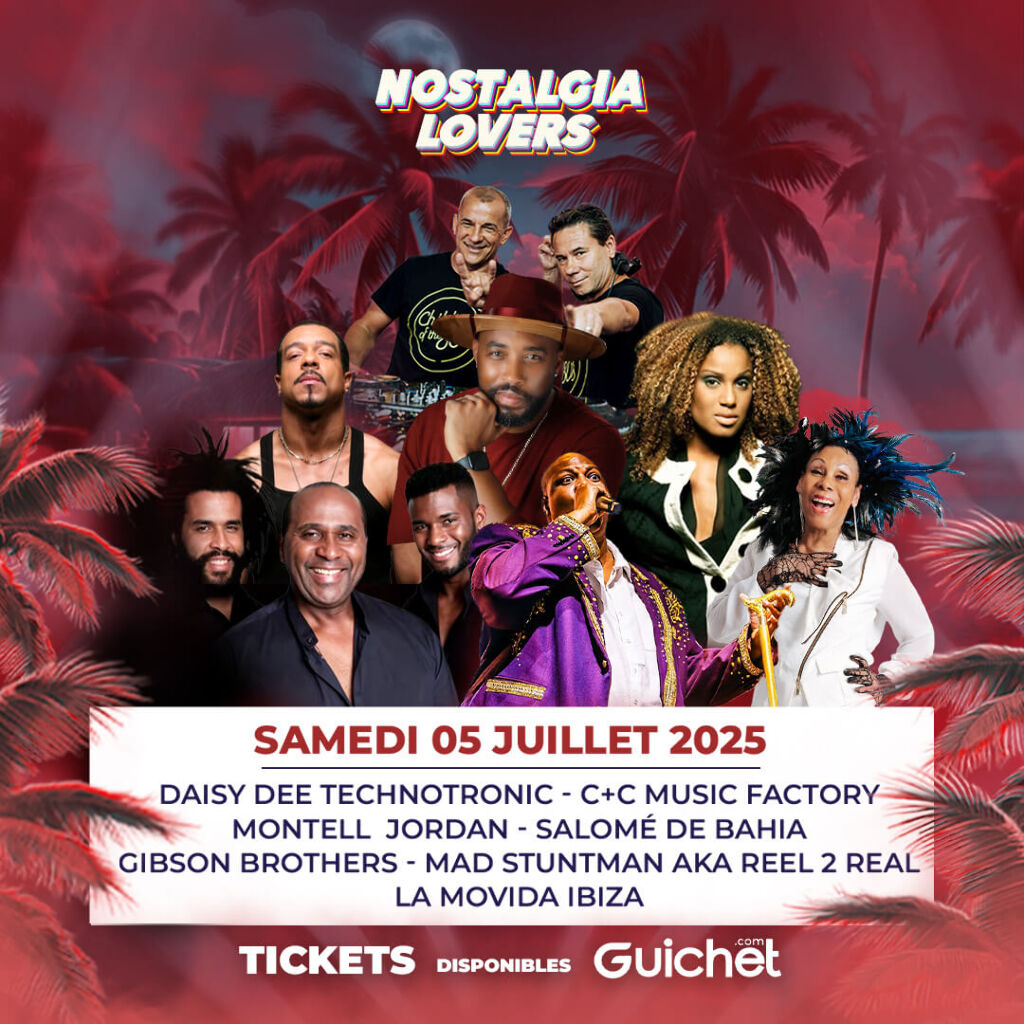 NOSTALGIA
LOVERS
SAMEDI 05 JUILLET 2025
DAISY DEE TECHNOTRONIC - C+C MUSIC FACTORY
MONTELL JORDAN - SALOMÉ DE BAHIA
GIBSON BROTHERS - MAD STUNTMAN AKA REEL 2 REAL
LA MOVIDA IBIZA
TICKETS DISPONIBLES Guichet.com